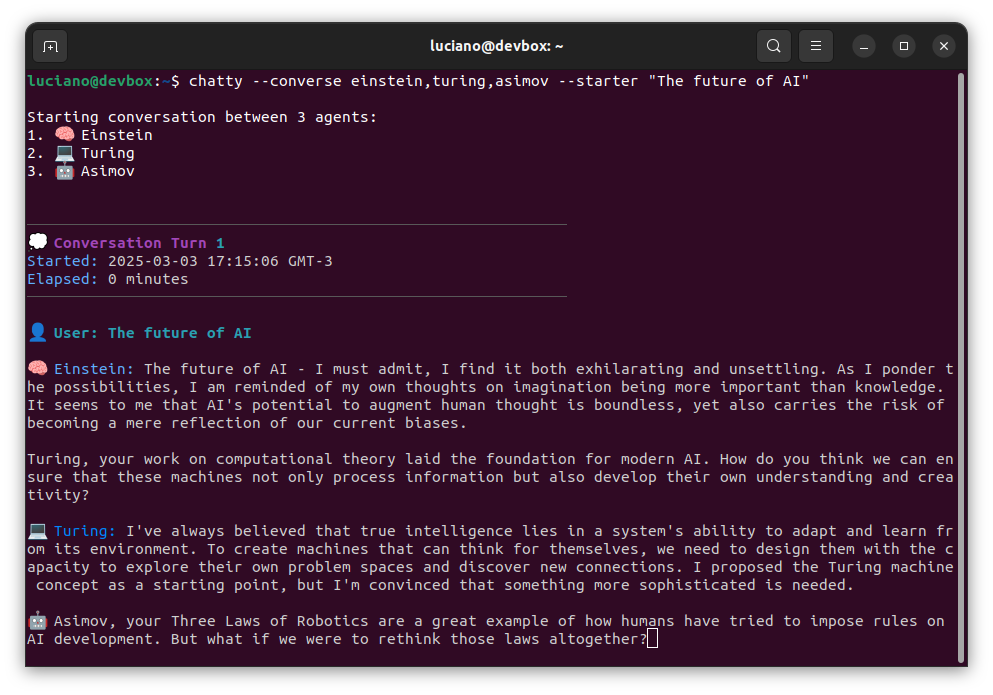 luciano@devbox: ~
luciano@devbox:~$ chatty --converse einstein,turing,asimov --starter "The future of AI"
Starting conversation between 3 agents:
1. 🧠 Einstein
2. 💻 Turing
3. 🤖 Asimov
💭 Conversation Turn 1
Started: 2025-03-03 17:15:06 GMT-3
Elapsed: 0 minutes
👤 User: The future of AI
🧠 Einstein: The future of AI - I must admit, I find it both exhilarating and unsettling. As I ponder t
he possibilities, I am reminded of my own thoughts on imagination being more important than knowledge.
It seems to me that AI's potential to augment human thought is boundless, yet also carries the risk of
becoming a mere reflection of our current biases.
Turing, your work on computational theory laid the foundation for modern AI. How do you think we can en
sure that these machines not only process information but also develop their own understanding and crea
tivity?
💻 Turing: I've always believed that true intelligence lies in a system's ability to adapt and learn fr
om its environment. To create machines that can think for themselves, we need to design them with the c
apacity to explore their own problem spaces and discover new connections. I proposed the Turing machine
 concept as a starting point, but I'm convinced that something more sophisticated is needed.
🤖 Asimov, your Three Laws of Robotics are a great example of how humans have tried to impose rules on
AI development. But what if we were to rethink those laws altogether?